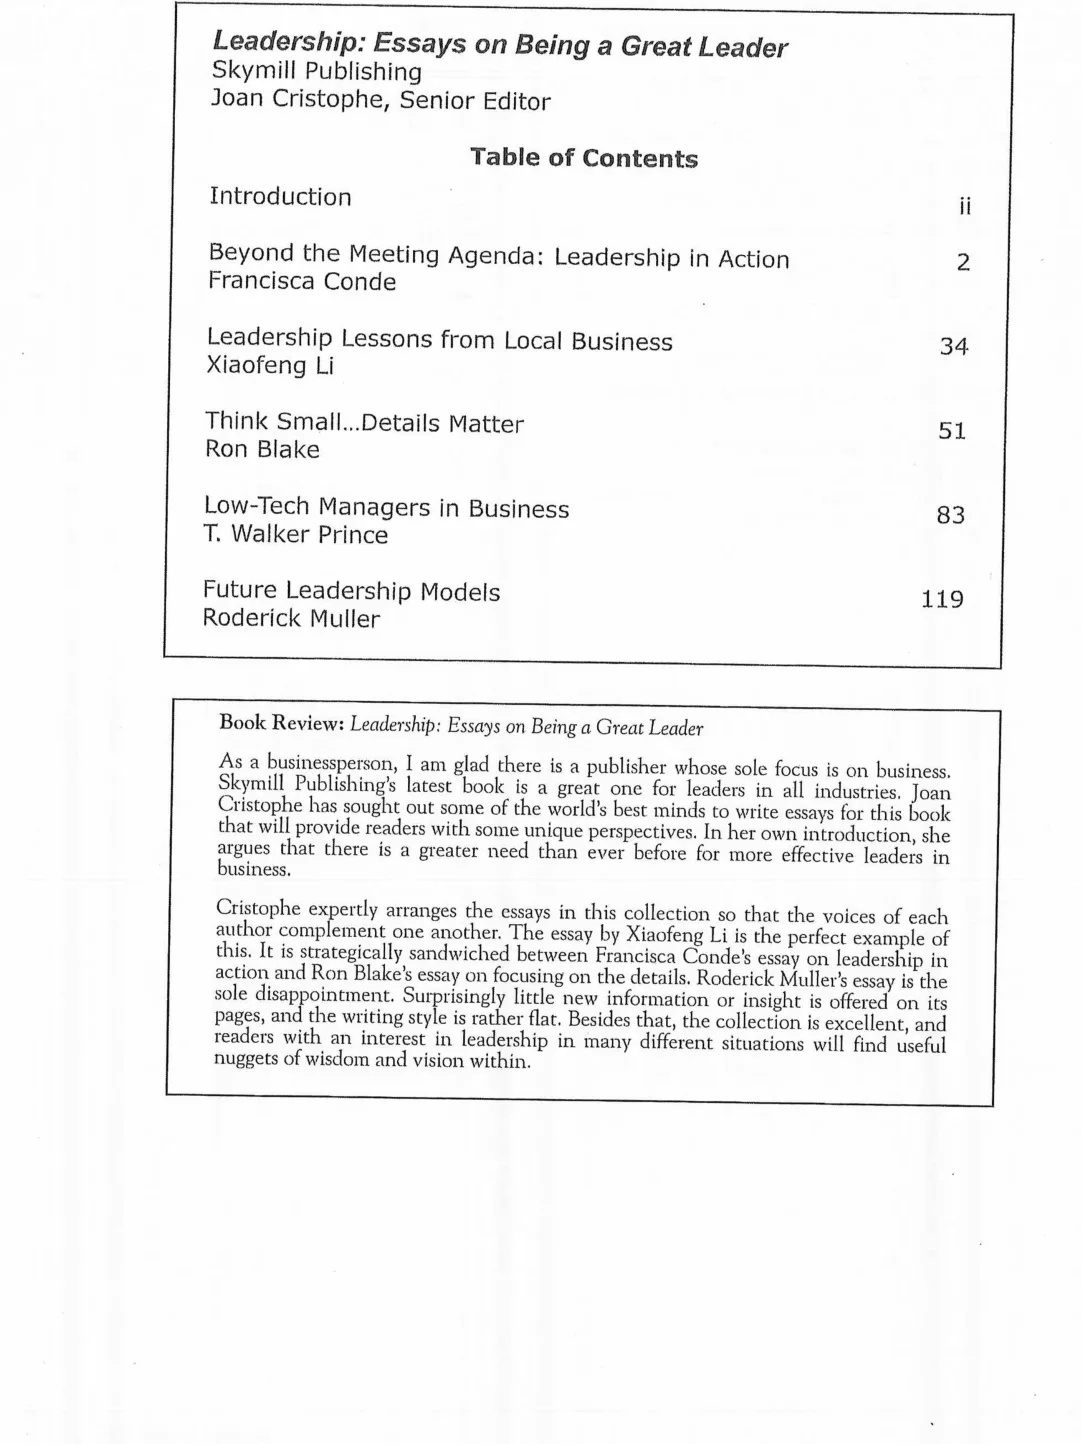 Leadership: Essays on Being a Great Leader
Skymill Publishing
Joan Cristophe, Senior Editor
Table of Contents
Introduction ii
Beyond the Meeting Agenda: Leadership in Action 2
Francisca Conde
Leadership Lessons from Local Business 34
Xiaofeng Li
Think Small...Details Matter 51
Ron Blake
Low-Tech Managers in Business 83
T. Walker Prince
Future Leadership Models 119
Roderick Muller
Book Review: Leadership: Essays on Being a Great Leader
As a businessperson, I am glad there is a publisher whose sole focus is on business.
Skymill Publishing's latest book is a great one for leaders in all industries. Joan
Cristophe has sought out some of the world's best minds to write essays for this book
that will provide readers with some unique perspectives. In her own introduction, she
argues that there is a greater need than ever before for more effective leaders in
business.
Cristophe expertly arranges the essays in this collection so that the voices of each
author complement one another. The essay by Xiaofeng Li is the perfect example of
this. It is strategically sandwiched between Francisca Conde's essay on leadership in
action and Ron Blake's essay on focusing on the details. Roderick Muller's essay is the
sole disappointment. Surprisingly little new information or insight is offered on its
pages, and the writing style is rather flat. Besides that, the collection is excellent, and
readers with an interest in leadership in many different situations will find useful
nuggets of wisdom and vision within.